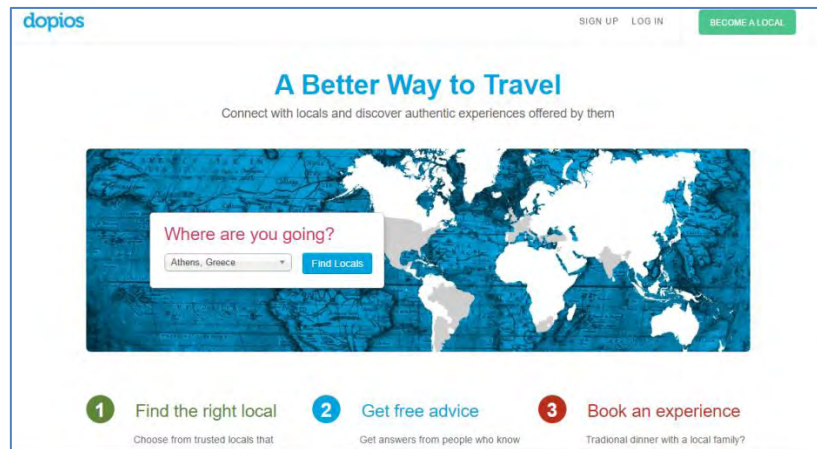 dopios
SIGN UP LOG IN BECOME A LOCAL
A Better Way to Travel
Connect with locals and discover authentic experiences offered by them
Where are you going?
Athens, Greece
Find Locals
1 Find the right local
Choose from trusted locals that
2 Get free advice
Get answers from people who know
3 Book an experience
Tradional dinner with a local family?